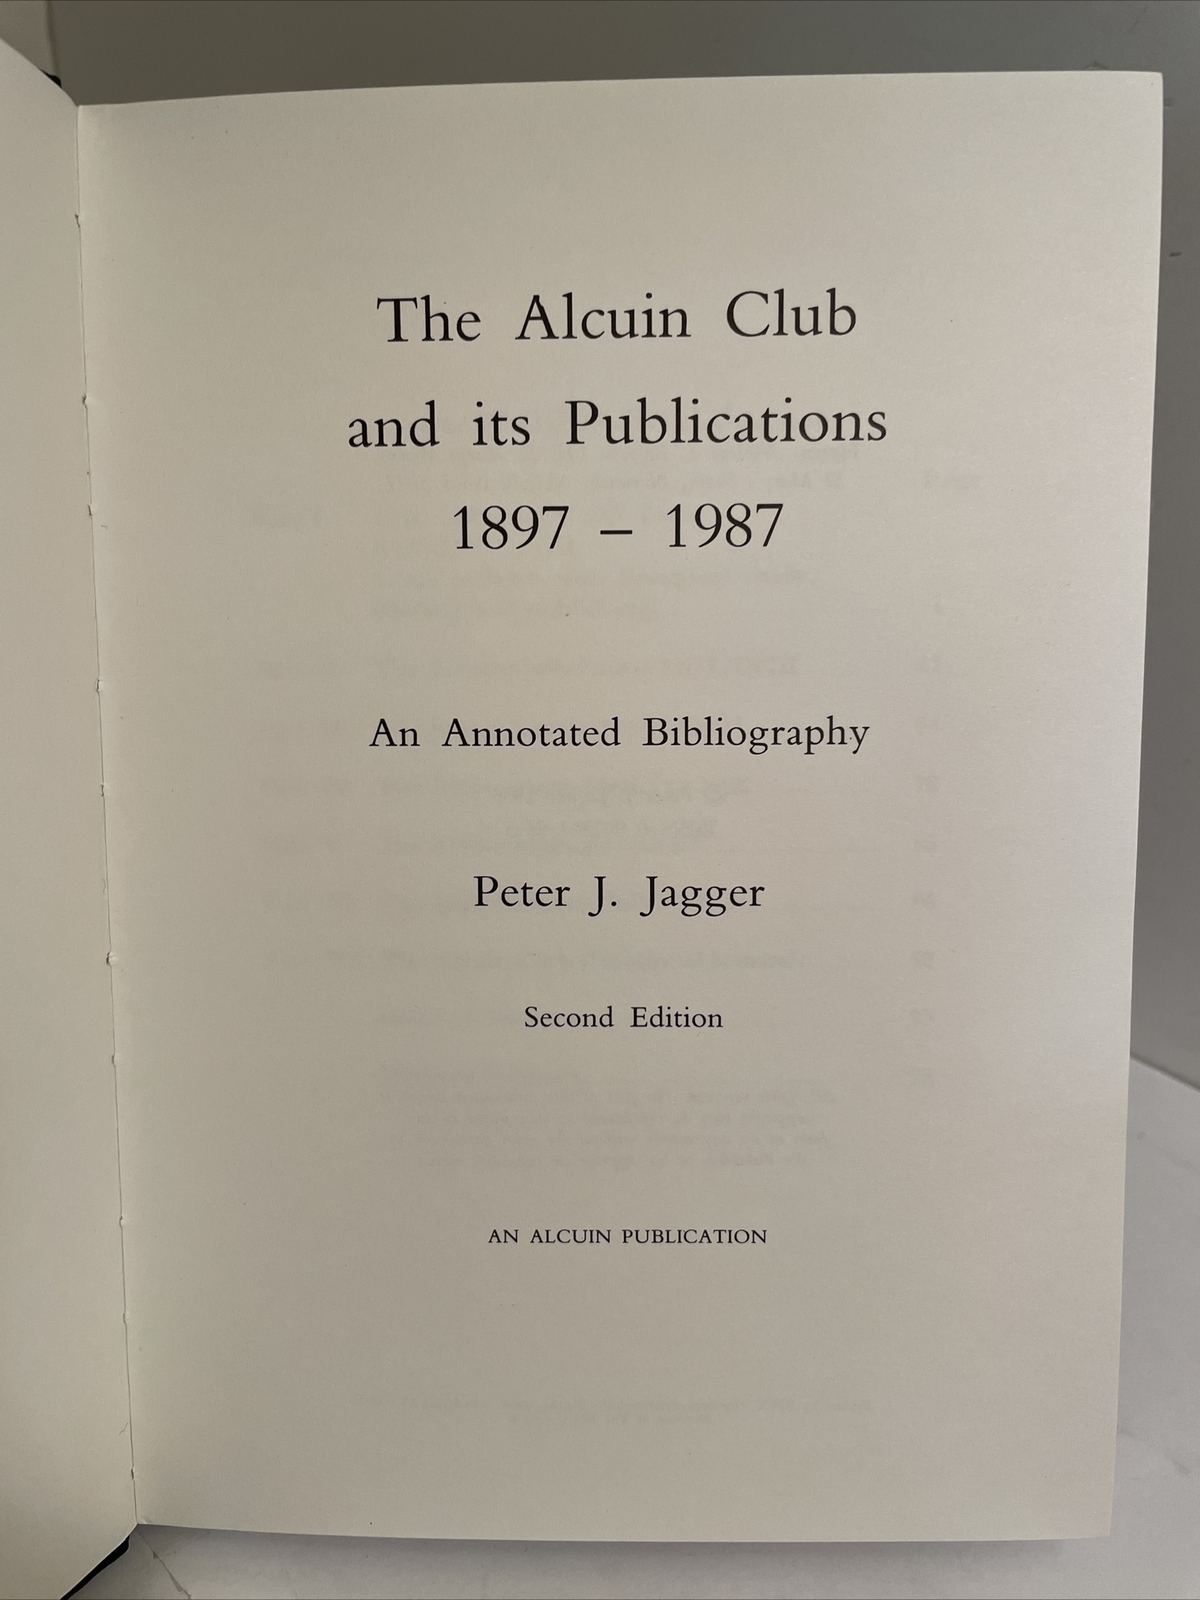 The Alcuin Club
and its Publications
1897 – 1987
An Annotated Bibliography
Peter J. Jagger
Second Edition
AN ALCUIN PUBLICATION